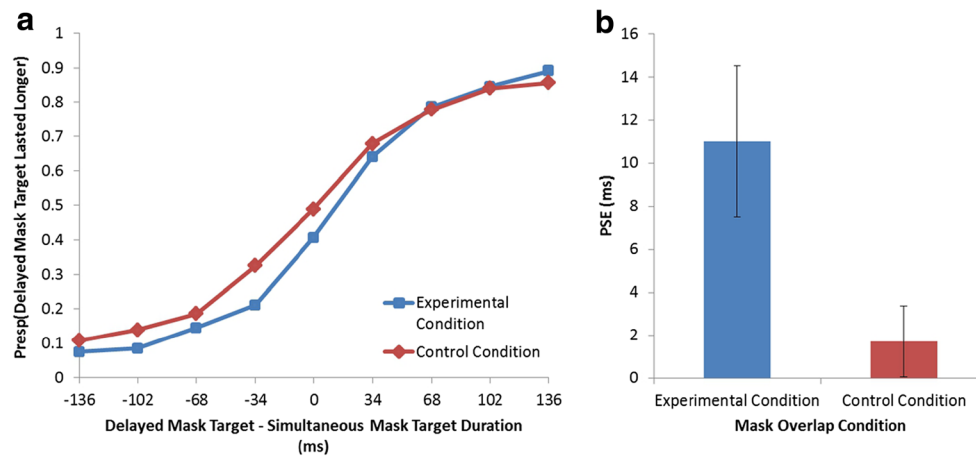 a
1
0.9
0.8
0.7
0.6
0.5
0.4
0.3
0.2
0.1
0
Presp(Delayed Mask Target Lasted Longer)
-136 -102 -68 -34 0 34 68 102 136
Delayed Mask Target - Simultaneous Mask Target Duration
(ms)
Experimental
Condition
Control Condition
b
16
14
12
10
8
6
4
2
0
PSE (ms)
Experimental Condition Control Condition
Mask Overlap Condition